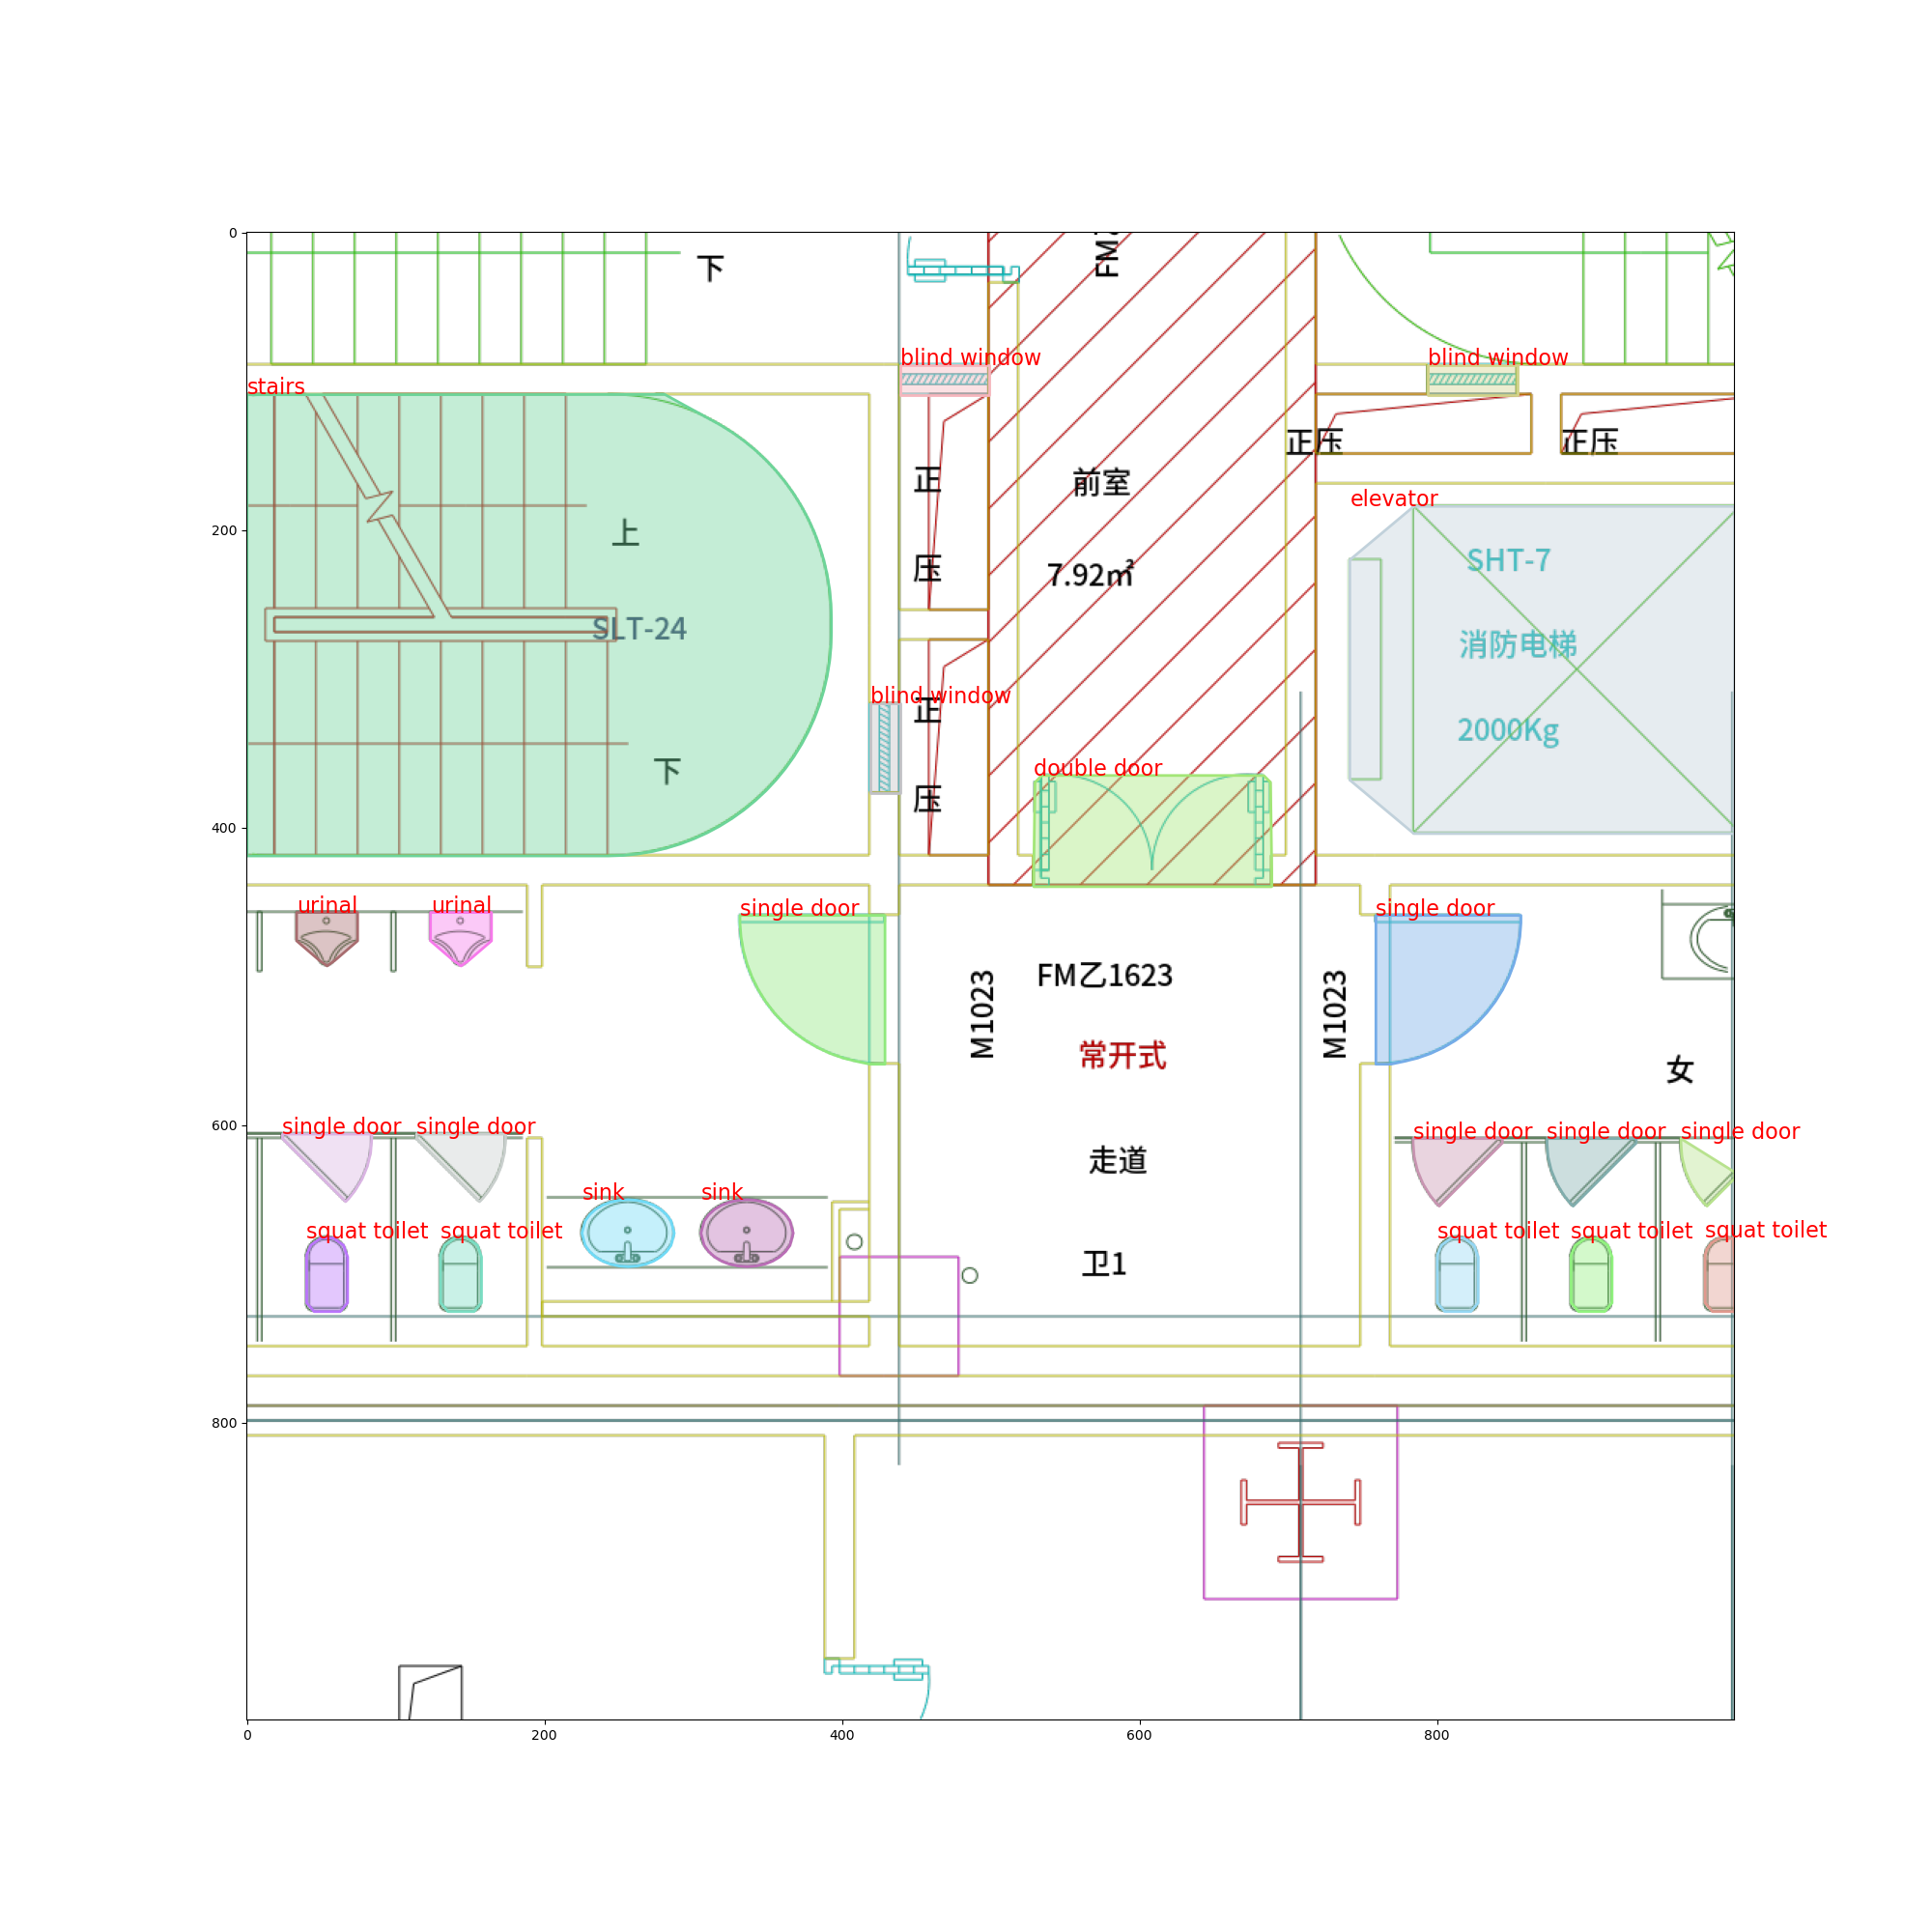 0
FM
下
blind window
blind window
stairs
正压
正压
正
前室
elevator
200
上
SHT-7
压
7.92m²
SLT-24
消防电梯
blind window
正
2000Kg
下
double door
压
400
urinal
urinal
single door
single door
FM乙1623
M1023
M1023
常开式
女
600
single door
single door
single door
single door
single door
走道
sink
sink
squat toilet
squat toilet
squat toilet
squat toilet
squat toilet
卫1
800
0
200
400
600
800